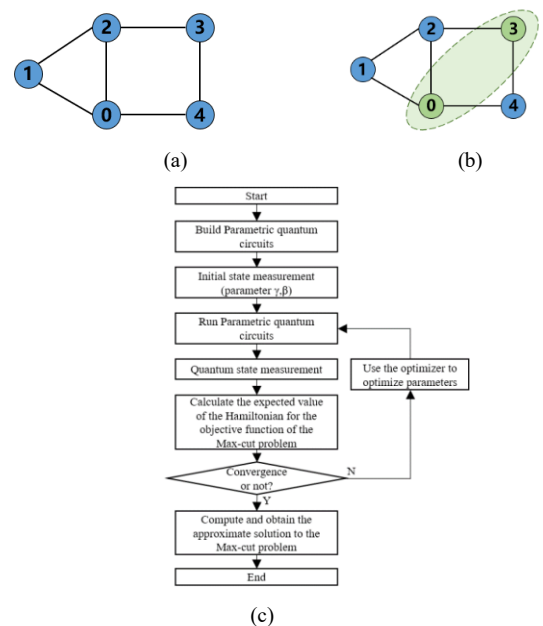 2 3
1
0 4
(a)
2 3
1
0 4
(b)
Start
Build Parametric quantum
circuits
Initial state measurement
(parameter γ,β)
Run Parametric quantum
circuits
Quantum state measurement
Use the optimizer to
optimize parameters
Calculate the expected value
of the Hamiltonian for the
objective function of the
Max-cut problem
Convergence
or not?
N
Y
Compute and obtain the
approximate solution to the
Max-cut problem
End
(c)